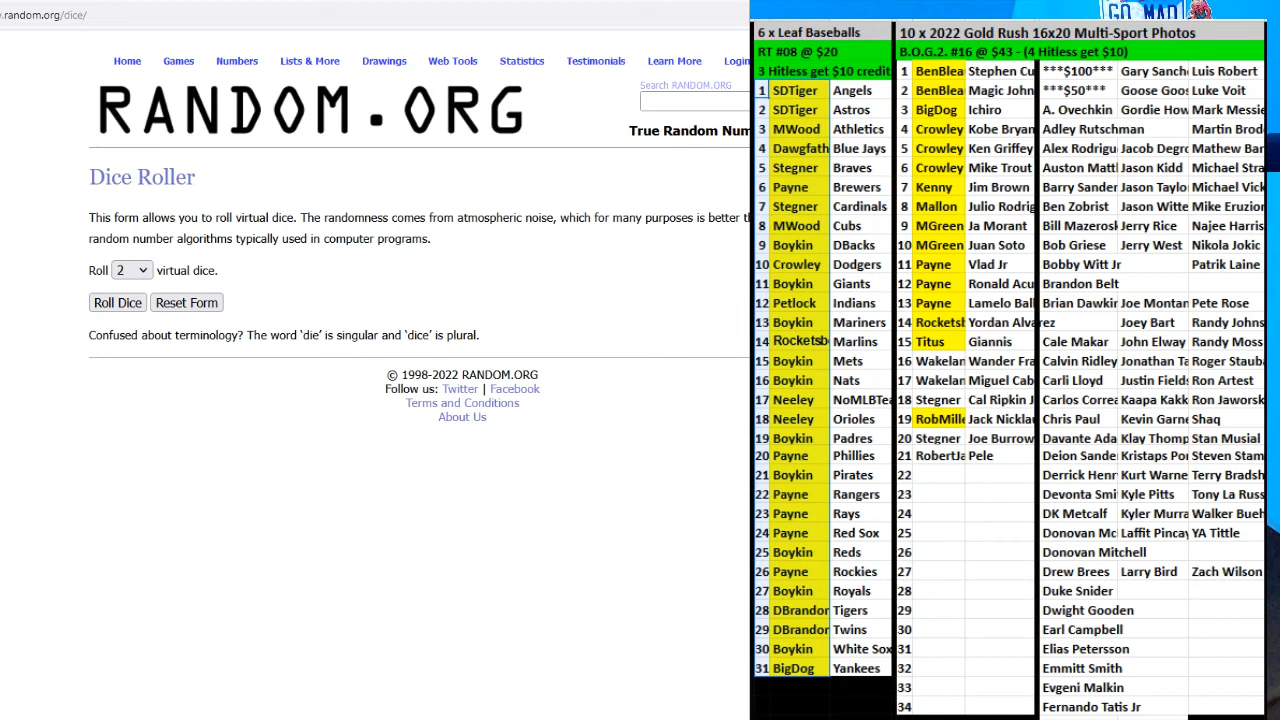 .random.org/dice/
Home Games Numbers Lists & More Drawings Web Tools Statistics Testimonials Learn More Login
RANDOM.ORG
Search RANDOM.ORG
True Random Num
Dice Roller
This form allows you to roll virtual dice. The randomness comes from atmospheric noise, which for many purposes is better th
random number algorithms typically used in computer programs.
Roll 2 virtual dice.
Roll Dice Reset Form
Confused about terminology? The word ‘die’ is singular and ‘dice’ is plural.
© 1998-2022 RANDOM.ORG
Follow us: Twitter | Facebook
Terms and Conditions
About Us
GO MAD
6 x Leaf Baseballs
RT #08 @ $20
3 Hitless get $10 credit
1 SDTiger Angels
2 SDTiger Astros
3 MWood Athletics
4 Dawgfath Blue Jays
5 Stegner Braves
6 Payne Brewers
7 Stegner Cardinals
8 MWood Cubs
9 Boykin DBacks
10 Crowley Dodgers
11 Boykin Giants
12 Petlock Indians
13 Boykin Mariners
14 Rocketsb Marlins
15 Boykin Mets
16 Boykin Nats
17 Neeley NoMLBTea
18 Neeley Orioles
19 Boykin Padres
20 Payne Phillies
21 Boykin Pirates
22 Payne Rangers
23 Payne Rays
24 Payne Red Sox
25 Boykin Reds
26 Payne Rockies
27 Boykin Royals
28 DBrandon Tigers
29 DBrandon Twins
30 Boykin White Sox
31 BigDog Yankees
10 x 2022 Gold Rush 16x20 Multi-Sport Photos
B.O.G.2. #16 @ $43 - (4 Hitless get $10)
1 BenBlea Stephen Cu ***$100*** Gary Sanch Luis Robert
2 BenBlea Magic John ***$50*** Goose Goos Luke Voit
3 BigDog Ichiro A. Ovechkin Gordie How Mark Messie
4 Crowley Kobe Bryan Adley Rutschman Martin Brod
5 Crowley Ken Griffey Alex Rodrigu Jacob Degro Mathew Bar
6 Crowley Mike Trout Auston Matt Jason Kidd Michael Stra
7 Kenny Jim Brown Barry Sander Jason Taylo Michael Vick
8 Mallon Julio Rodrig Ben Zobrist Jason Witte Mike Eruzion
9 MGreen Ja Morant Bill Mazerosk Jerry Rice Najee Harris
10 MGreen Juan Soto Bob Griese Jerry West Nikola Jokic
11 Payne Vlad Jr Bobby Witt Jr Patrik Laine
12 Payne Ronald Acu Brandon Belt
13 Payne Lamelo Ball Brian Dawkin Joe Montan Pete Rose
14 Rocketsb Yordan Alvarez Joey Bart Randy Johns
15 Titus Giannis Cale Makar John Elway Randy Moss
16 Wakelan Wander Fra Calvin Ridley Jonathan Ta Roger Stauba
17 Wakelan Miguel Cab Carli Lloyd Justin Fields Ron Artest
18 Stegner Cal Ripkin J Carlos Correa Kaapa Kakk Ron Jaworsk
19 RobMille Jack Nicklau Chris Paul Kevin Garne Shaq
20 Stegner Joe Burrow Davante Ada Klay Thomp Stan Musial
21 RobertJa Pele Deion Sander Kristaps Por Steven Stam
22 Derrick Henr Kurt Warne Terry Bradsh
23 Devonta Smi Kyle Pitts Tony La Russ
24 DK Metcalf Kyler Murra Walker Bueh
25 Donovan Mc Laffit Pincay YA Tittle
26 Donovan Mitchell
27 Drew Brees Larry Bird Zach Wilson
28 Duke Snider
29 Dwight Gooden
30 Earl Campbell
31 Elias Petersson
32 Emmitt Smith
33 Evgeni Malkin
34 Fernando Tatis Jr